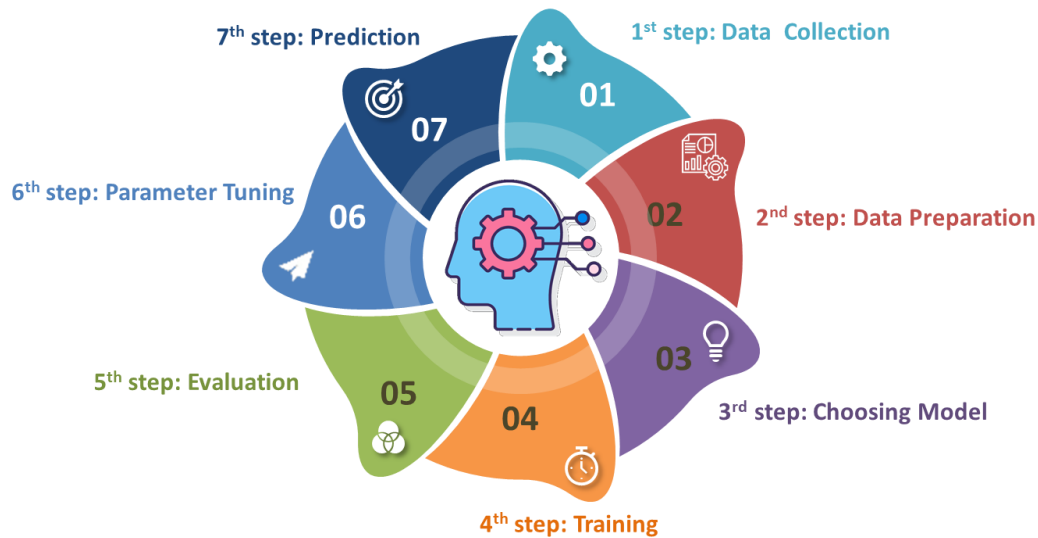 1st step: Data Collection
01
2nd step: Data Preparation
02
3rd step: Choosing Model
03
4th step: Training
04
5th step: Evaluation
05
6th step: Parameter Tuning
06
7th step: Prediction
07